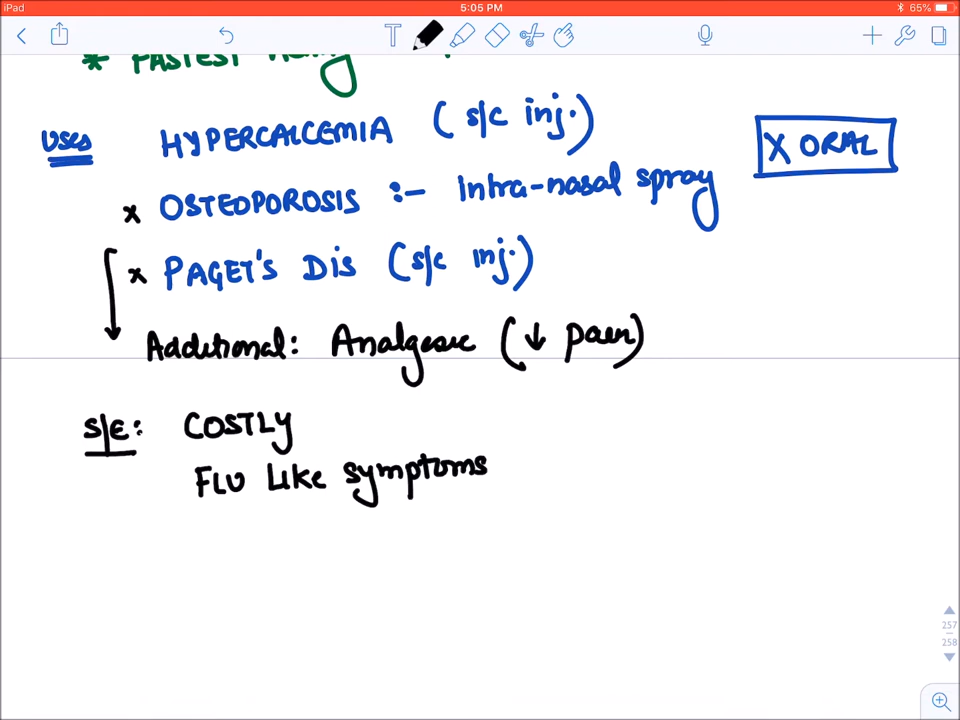 iPad 5:05 PM 65%
* FASTEST
Uses HYPERCALCEMIA (s/c inj.)
X ORAL
x OSTEOPOROSIS :- Intra-nasal spray
x PAGET'S DIS (s/c inj.)
Additional: Analgesic (↓ pain)
S/E: COSTLY
FLU LIKE symptoms
257
258